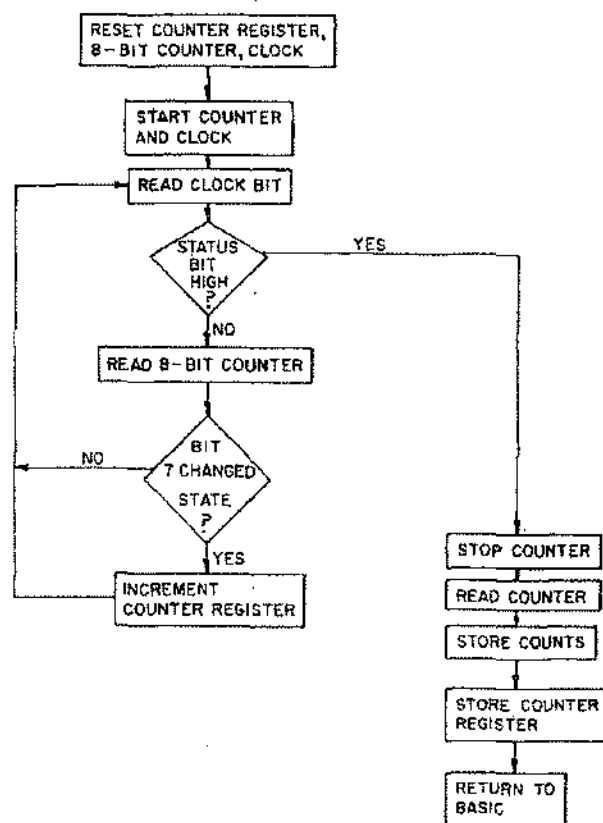 RESET COUNTER REGISTER,
8-BIT COUNTER, CLOCK
START COUNTER
AND CLOCK
READ CLOCK BIT
STATUS
BIT
HIGH
?
YES
NO
READ 8-BIT COUNTER
BIT
7 CHANGED
STATE
?
NO
YES
INCREMENT
COUNTER REGISTER
STOP COUNTER
READ COUNTER
STORE COUNTS
STORE COUNTER
REGISTER
RETURN TO
BASIC